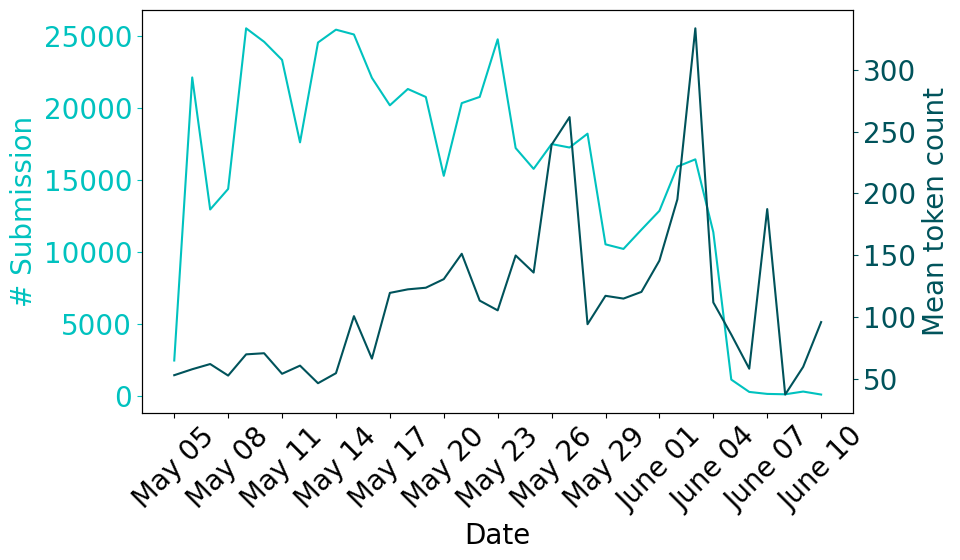 # Submission
25000
20000
15000
10000
5000
0
300
250
200
150
100
50
Mean token count
May 05
May 08
May 11
May 14
May 17
May 20
May 23
May 26
May 29
June 01
June 04
June 07
June 10
Date